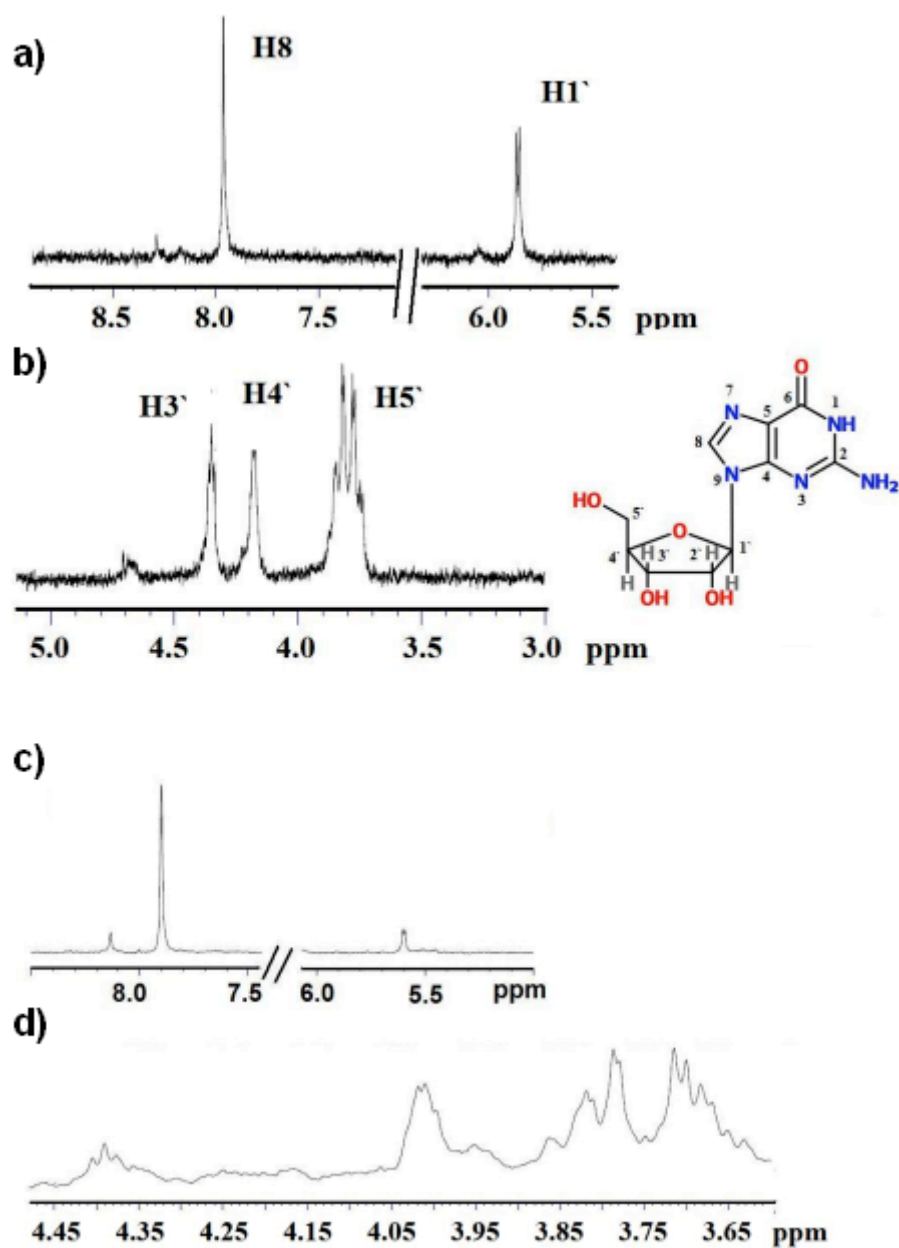 a)
H8
H1`
8.5 8.0 7.5 6.0 5.5 ppm
b)
H3`
H4`
H5`
5.0 4.5 4.0 3.5 3.0 ppm
O
7 6 1
5 N NH
8 2
9 4 3
N N NH₂
HO 5`
O
4` H 3` 2` H 1`
H H
OH OH
c)
8.0 7.5 6.0 5.5 ppm
d)
4.45 4.35 4.25 4.15 4.05 3.95 3.85 3.75 3.65 ppm